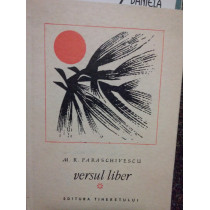 DANIELA
M. R. PARASCHIVESCU
versul liber
EDITURA TINERETULUI